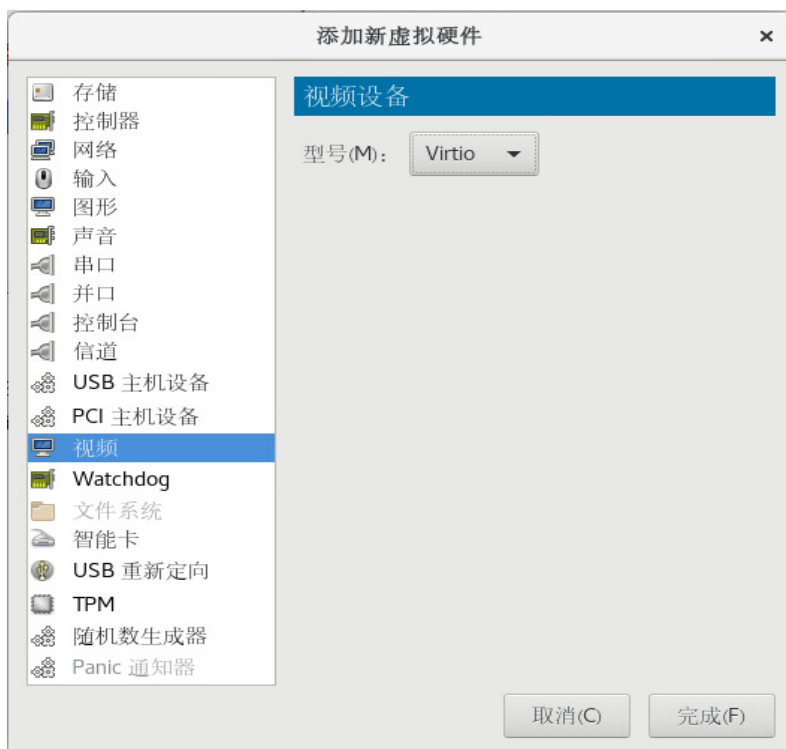 添加新虚拟硬件
存储
控制器
网络
输入
图形
声音
串口
并口
控制台
信道
USB 主机设备
PCI 主机设备
视频
Watchdog
文件系统
智能卡
USB 重新定向
TPM
随机数生成器
Panic 通知器
视频设备
型号(M): Virtio
取消(C) 完成(F)